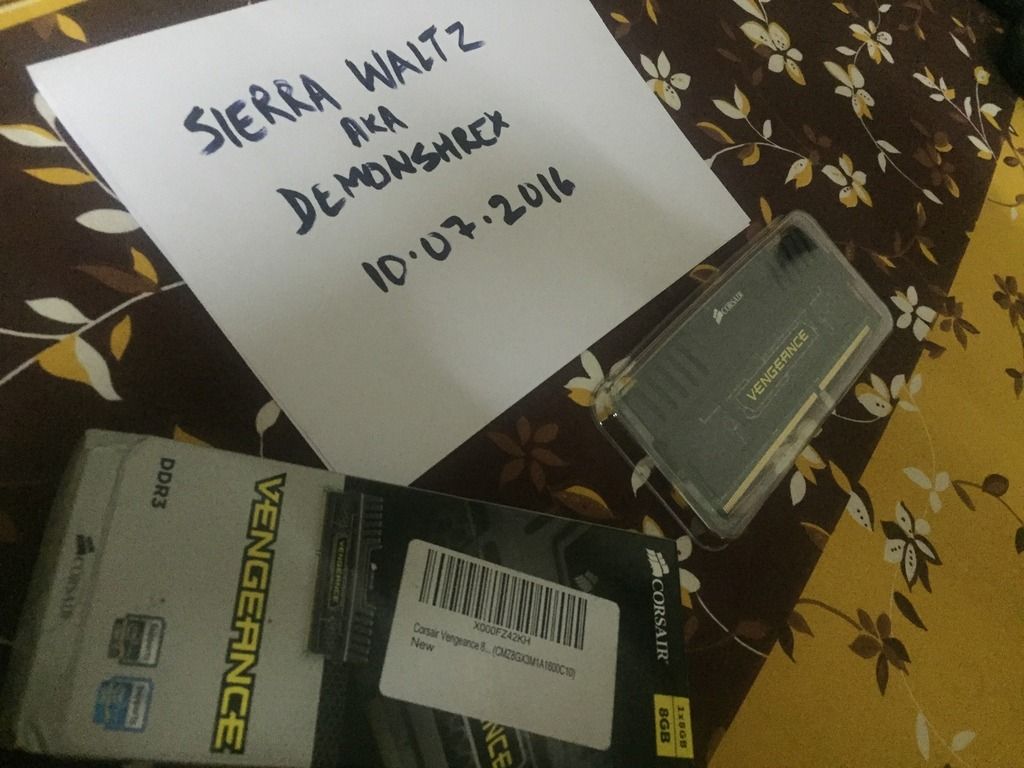 SIERRA WALTZ
AKA
DEMONSHREX
10.07.2016
CORSAIR
VENGEANCE
DDR3
VENGEANCE
VENGEANCE
CORSAIR
X000FZ42KH
Corsair Vengeance 8... (CMZ8GX3M1A1600C10)
New
1x8GB
8GB